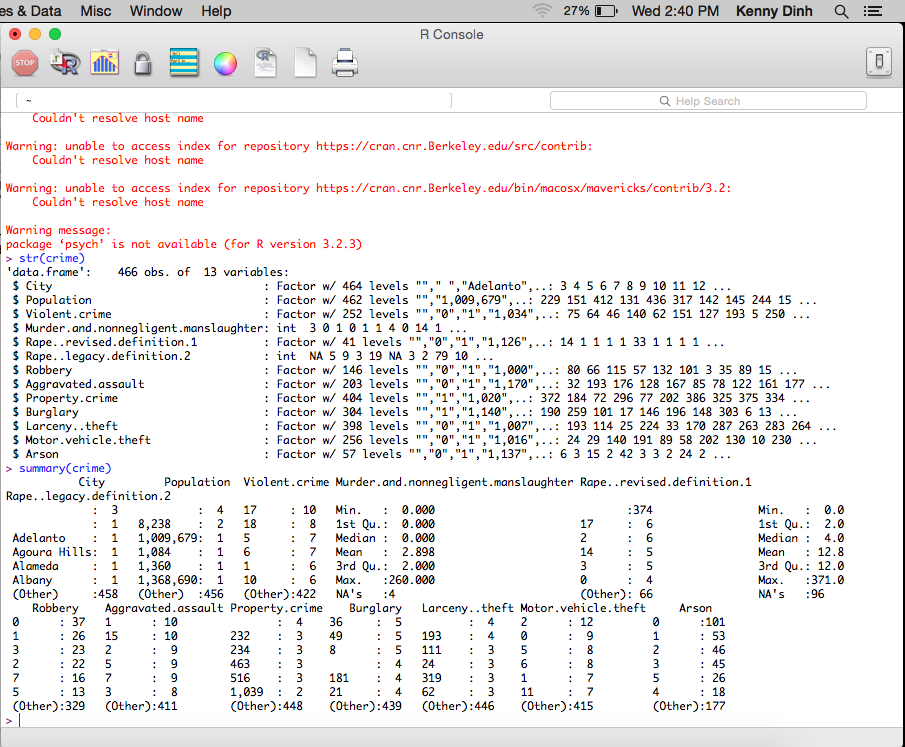 es & Data Misc Window Help 27% Wed 2:40 PM Kenny Dinh
R Console
STOP
~ Help Search
Couldn't resolve host name
Warning: unable to access index for repository https://cran.cnr.Berkeley.edu/src/contrib:
Couldn't resolve host name
Warning: unable to access index for repository https://cran.cnr.Berkeley.edu/bin/macosx/mavericks/contrib/3.2:
Couldn't resolve host name
Warning message:
package ‘psych’ is not available (for R version 3.2.3)
> str(crime)
'data.frame': 466 obs. of 13 variables:
$ City : Factor w/ 464 levels ""," ","Adelanto",..: 3 4 5 6 7 8 9 10 11 12 ...
$ Population : Factor w/ 462 levels "","1,009,679",..: 229 151 412 131 436 317 142 145 244 15 ...
$ Violent.crime : Factor w/ 252 levels "","0","1","1,034",..: 75 64 46 140 62 151 127 193 5 250 ...
$ Murder.and.nonnegligent.manslaughter: int 3 0 1 0 1 1 4 0 14 1 ...
$ Rape..revised.definition.1 : Factor w/ 41 levels "","0","1","1,126",..: 14 1 1 1 1 33 1 1 1 1 ...
$ Rape..legacy.definition.2 : int NA 5 9 3 19 NA 3 2 79 10 ...
$ Robbery : Factor w/ 146 levels "","0","1","1,000",..: 80 66 115 57 132 101 3 35 89 15 ...
$ Aggravated.assault : Factor w/ 203 levels "","0","1","1,170",..: 32 193 176 128 167 85 78 122 161 177 ...
$ Property.crime : Factor w/ 404 levels "","1","1,020",..: 372 184 72 296 77 202 386 325 375 334 ...
$ Burglary : Factor w/ 304 levels "","1","1,140",..: 190 259 101 17 146 196 148 303 6 13 ...
$ Larceny..theft : Factor w/ 398 levels "","0","1","1,007",..: 193 114 25 224 33 170 287 263 283 264 ...
$ Motor.vehicle.theft : Factor w/ 256 levels "","0","1","1,016",..: 24 29 140 191 89 58 202 130 10 230 ...
$ Arson : Factor w/ 57 levels "","0","1","1,137",..: 6 3 15 2 42 3 3 2 24 2 ...
> summary(crime)
City Population Violent.crime Murder.and.nonnegligent.manslaughter Rape..revised.definition.1
Rape..legacy.definition.2
: 3 : 4 17 : 10 Min. : 0.000 :374 Min. : 0.0
: 1 8,238 : 2 18 : 8 1st Qu.: 0.000 17 : 6 1st Qu.: 2.0
Adelanto : 1 1,009,679: 1 5 : 7 Median : 0.000 2 : 6 Median : 4.0
Agoura Hills: 1 1,084 : 1 6 : 7 Mean : 2.898 14 : 5 Mean : 12.8
Alameda : 1 1,360 : 1 1 : 6 3rd Qu.: 2.000 3 : 5 3rd Qu.: 12.0
Albany : 1 1,368,690: 1 10 : 6 Max. :260.000 0 : 4 Max. :371.0
(Other) :458 (Other) :456 (Other):422 NA's :4 (Other): 66 NA's :96
Robbery Aggravated.assault Property.crime Burglary Larceny..theft Motor.vehicle.theft Arson
0 : 37 1 : 10 : 4 36 : 5 : 4 2 : 12 0 :101
1 : 26 15 : 10 232 : 3 49 : 5 193 : 4 0 : 9 1 : 53
3 : 23 2 : 9 234 : 3 8 : 5 111 : 3 5 : 8 2 : 46
2 : 22 5 : 9 463 : 3 : 4 24 : 3 6 : 8 3 : 45
7 : 16 7 : 9 516 : 3 181 : 4 319 : 3 1 : 7 5 : 26
5 : 13 3 : 8 1,039 : 2 21 : 4 62 : 3 11 : 7 4 : 18
(Other):329 (Other):411 (Other):448 (Other):439 (Other):446 (Other):415 (Other):177
>